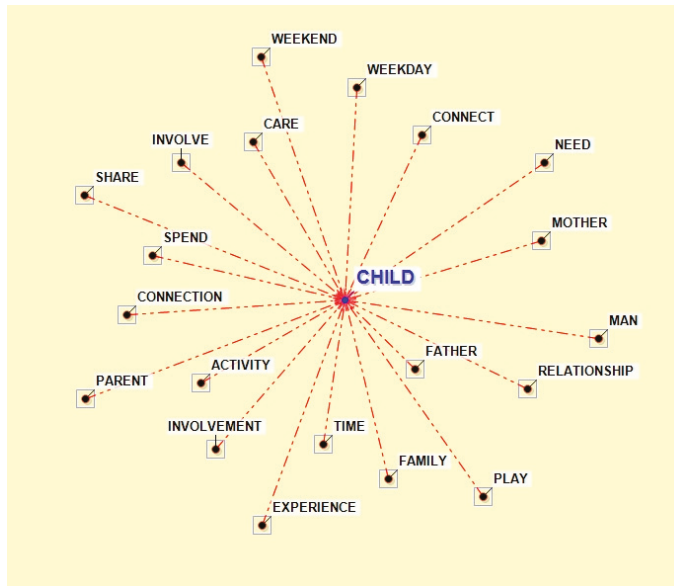 WEEKEND
WEEKDAY
CONNECT
CARE
INVOLVE
NEED
SHARE
MOTHER
SPEND
CHILD
CONNECTION
MAN
FATHER
ACTIVITY
RELATIONSHIP
PARENT
INVOLVEMENT
TIME
FAMILY
PLAY
EXPERIENCE